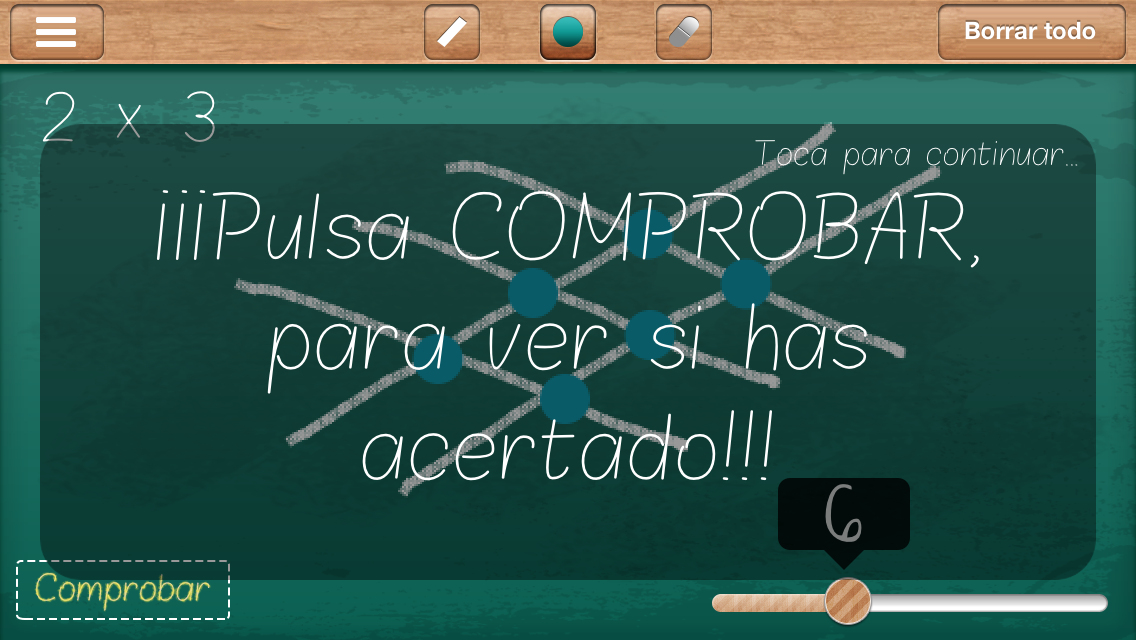 Borrar todo
2 x 3
Toca para continuar...
¡¡¡Pulsa COMPROBAR,
para ver si has
acertado!!!
6
Comprobar